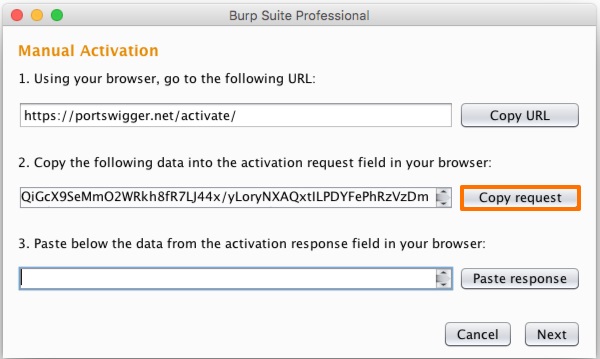 Burp Suite Professional
Manual Activation
1. Using your browser, go to the following URL:
https://portswigger.net/activate/ Copy URL
2. Copy the following data into the activation request field in your browser:
QiGcX9SeMmO2WRkh8fR7LJ44x/yLoryNXAQxtILPDYFePhRzVzDm Copy request
3. Paste below the data from the activation response field in your browser:
Paste response
Cancel Next